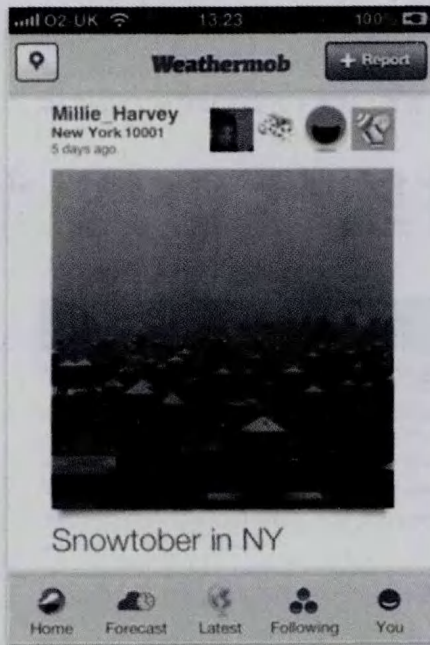 O2-UK 13:23 100%
Weathermob
+ Report
Millie_Harvey
New York 10001
5 days ago
Snowtober in NY
Home Forecast Latest Following You